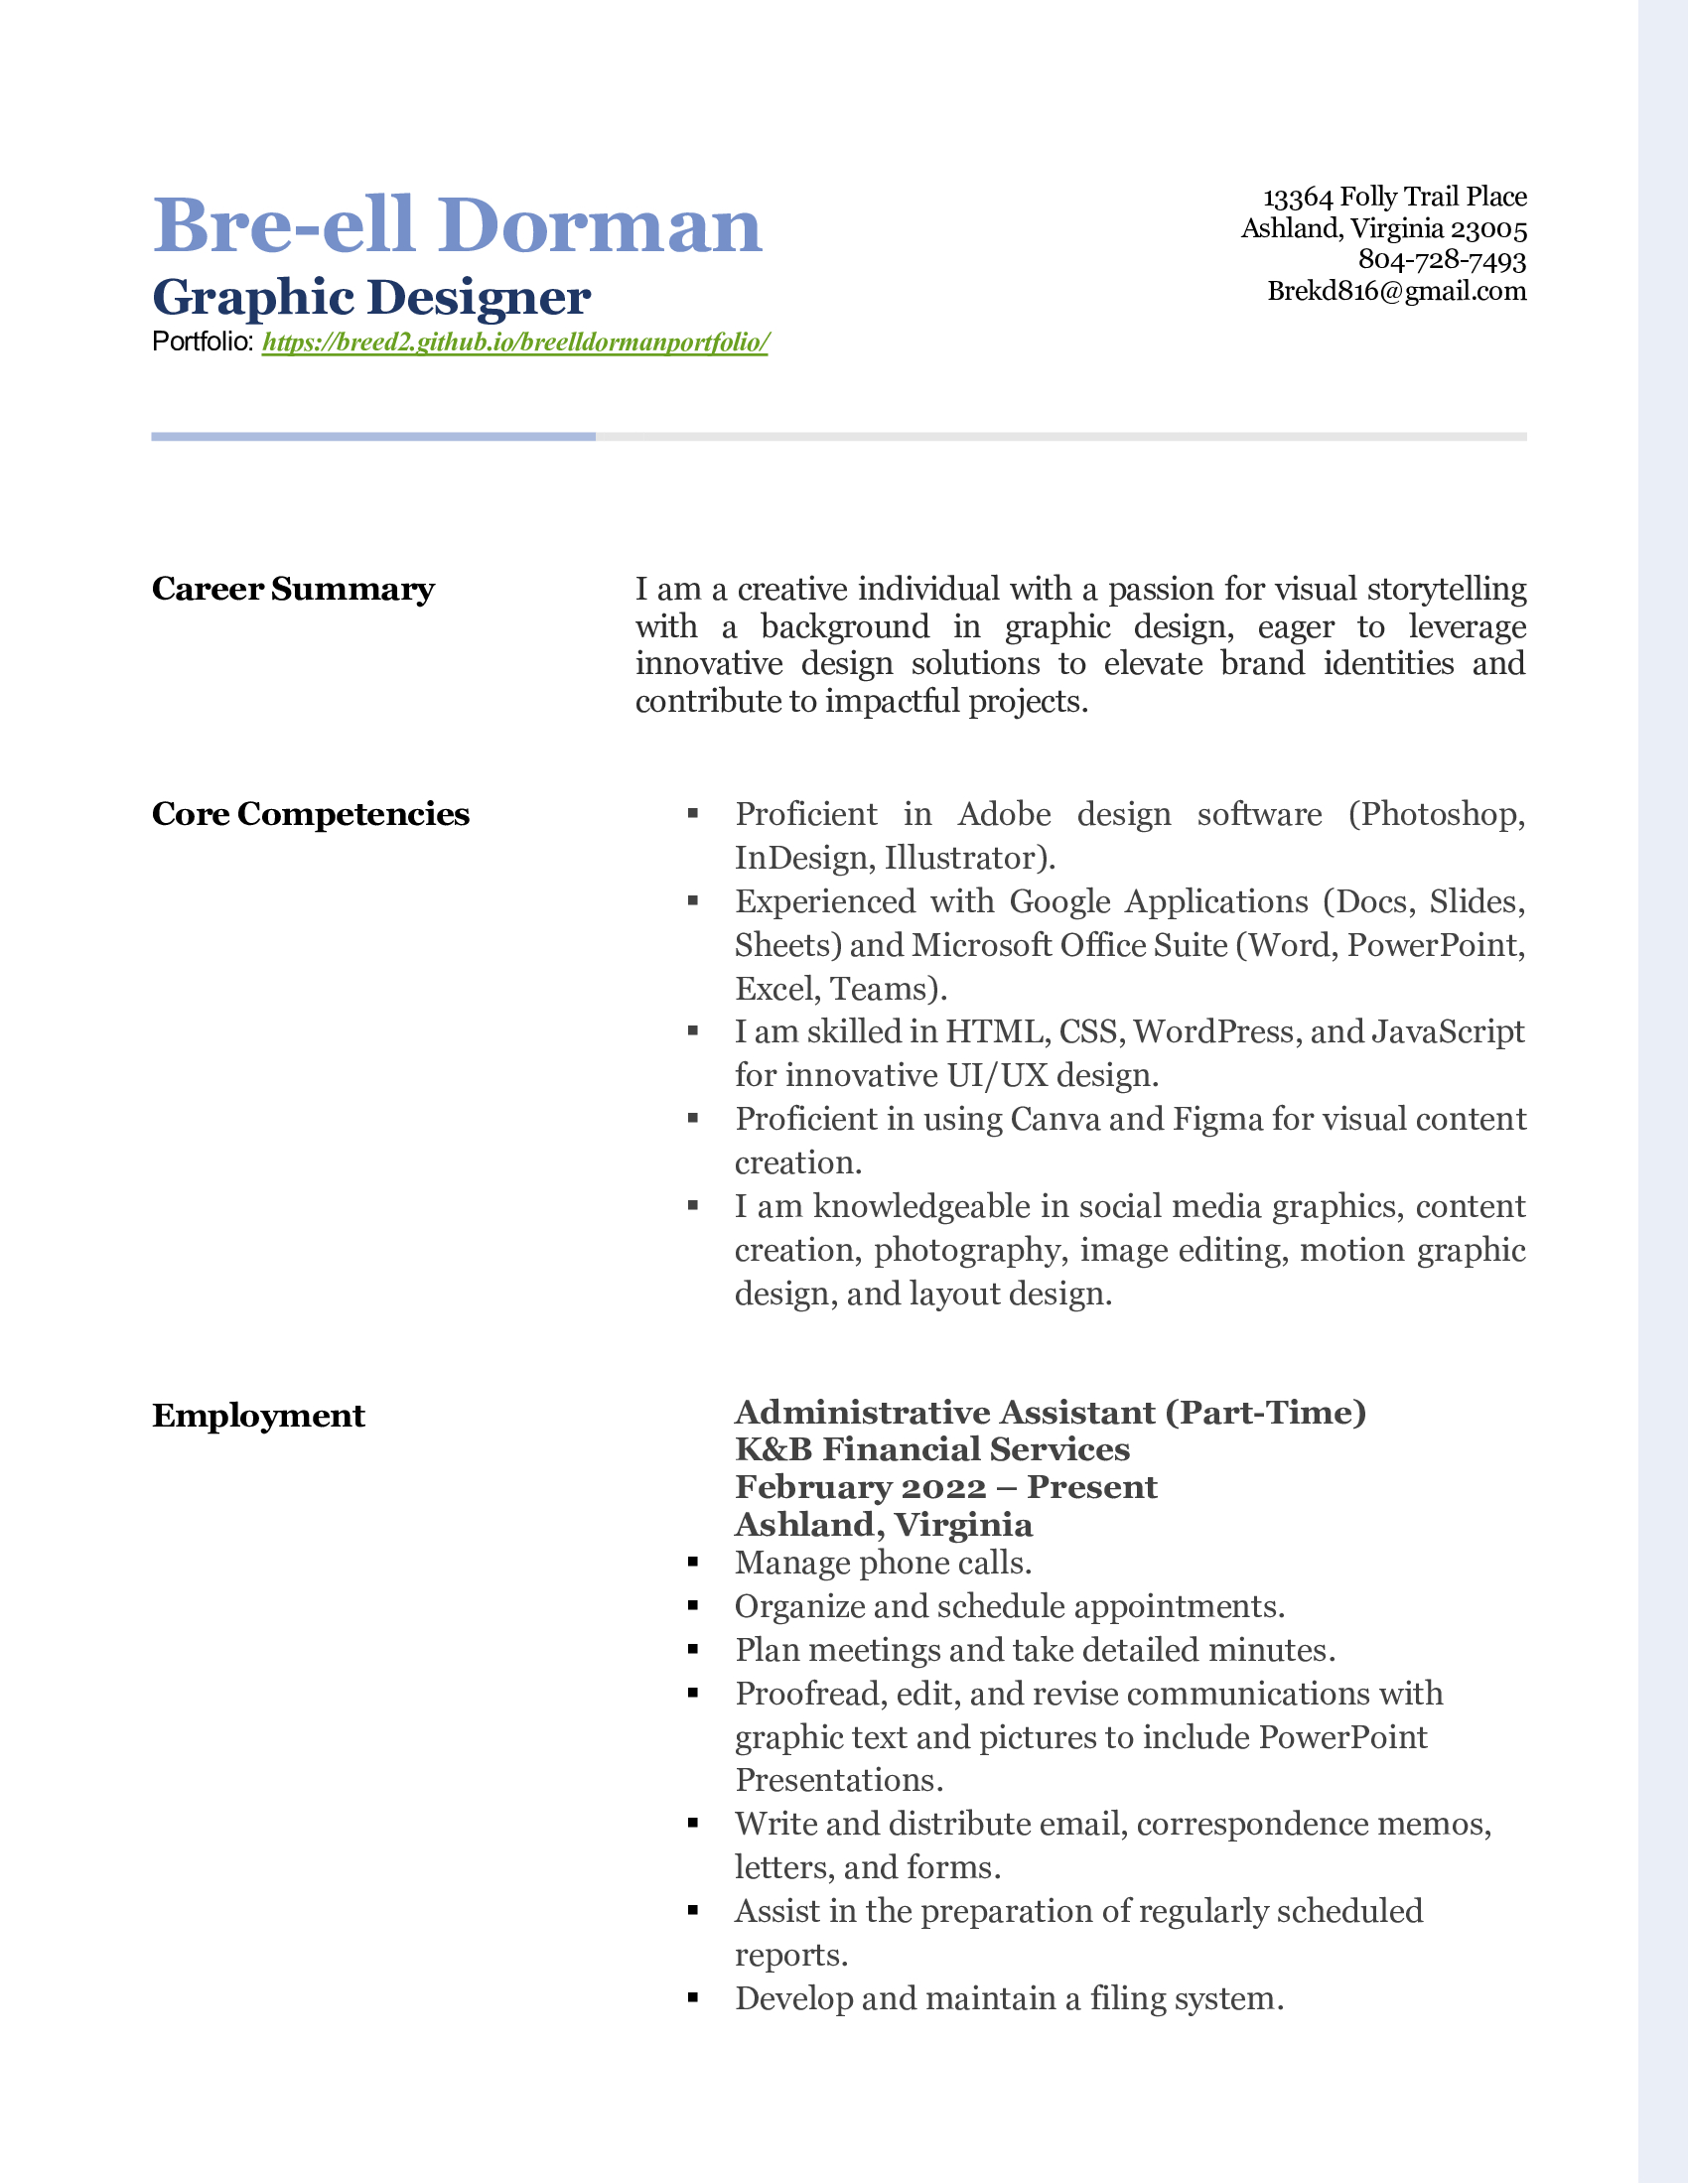 Bre-ell Dorman
Graphic Designer
Portfolio: https://breed2.github.io/breelldormanportfolio/
13364 Folly Trail Place
Ashland, Virginia 23005
804-728-7493
Brekd816@gmail.com
Career Summary
I am a creative individual with a passion for visual storytelling
with a background in graphic design, eager to leverage
innovative design solutions to elevate brand identities and
contribute to impactful projects.
Core Competencies
▪ Proficient in Adobe design software (Photoshop,
InDesign, Illustrator).
▪ Experienced with Google Applications (Docs, Slides,
Sheets) and Microsoft Office Suite (Word, PowerPoint,
Excel, Teams).
▪ I am skilled in HTML, CSS, WordPress, and JavaScript
for innovative UI/UX design.
▪ Proficient in using Canva and Figma for visual content
creation.
▪ I am knowledgeable in social media graphics, content
creation, photography, image editing, motion graphic
design, and layout design.
Employment
Administrative Assistant (Part-Time)
K&B Financial Services
February 2022 – Present
Ashland, Virginia
▪ Manage phone calls.
▪ Organize and schedule appointments.
▪ Plan meetings and take detailed minutes.
▪ Proofread, edit, and revise communications with
graphic text and pictures to include PowerPoint
Presentations.
▪ Write and distribute email, correspondence memos,
letters, and forms.
▪ Assist in the preparation of regularly scheduled
reports.
▪ Develop and maintain a filing system.